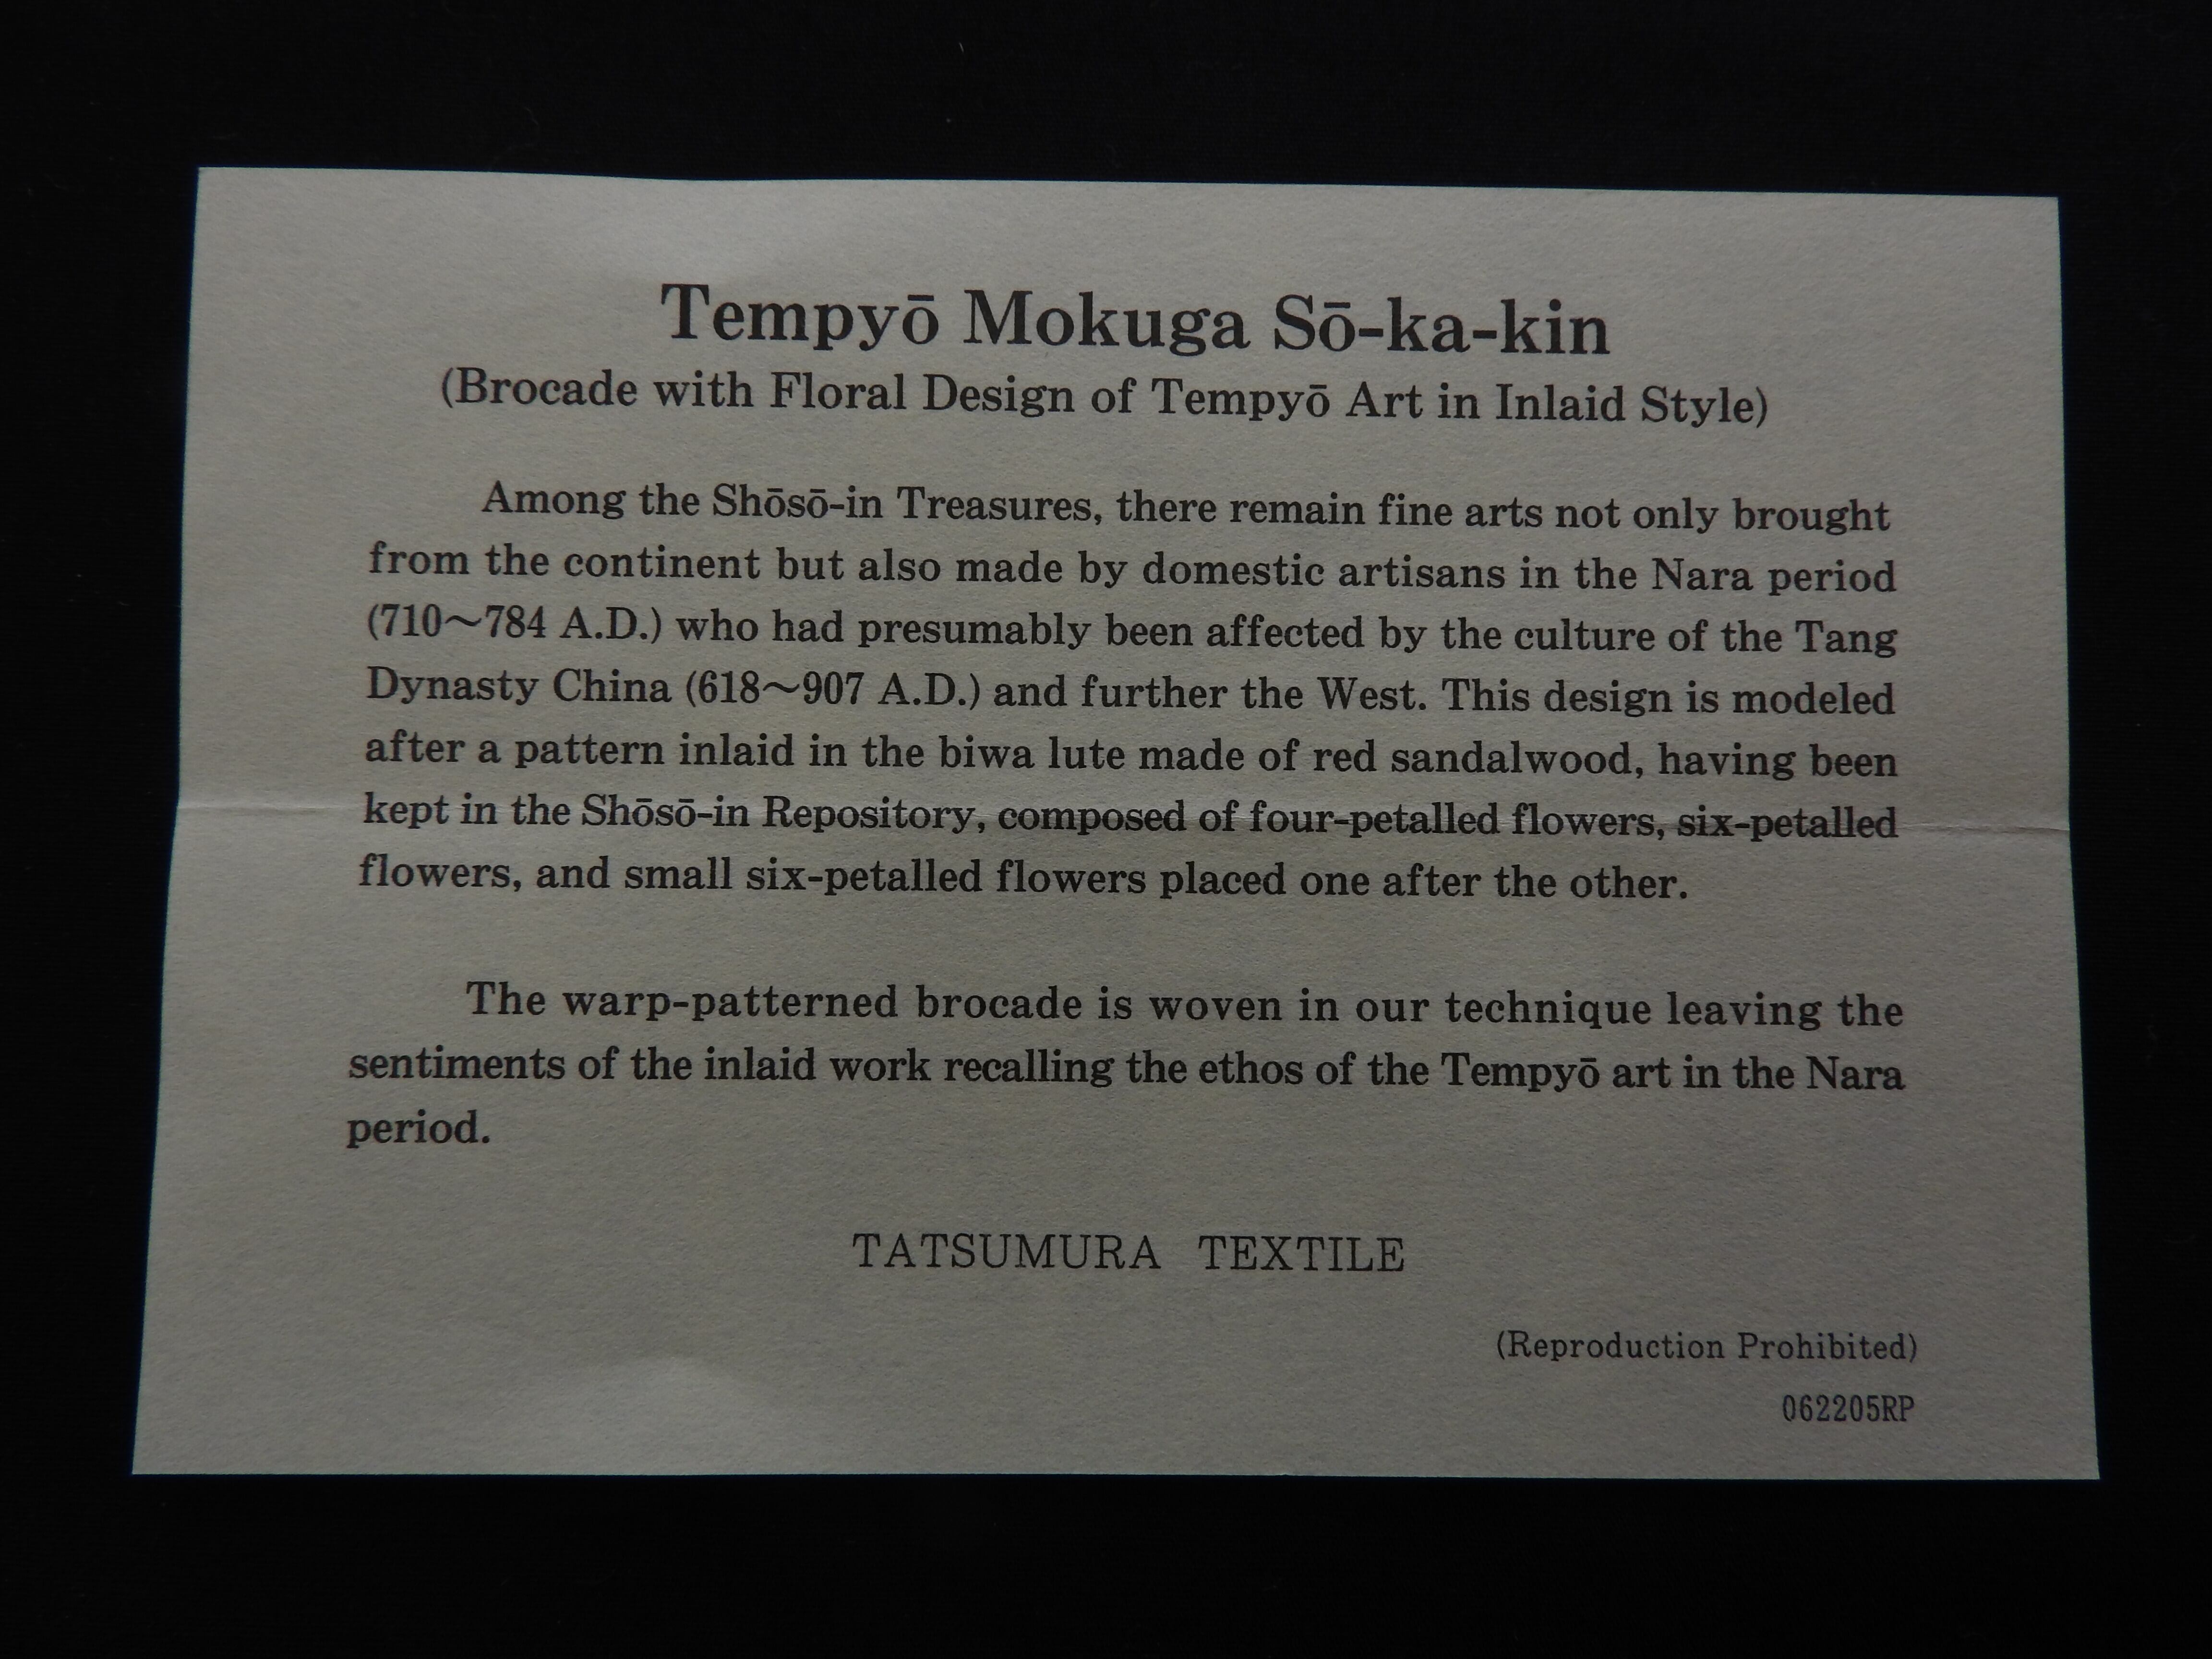 Tempyō Mokuga Sō-ka-kin
(Brocade with Floral Design of Tempyō Art in Inlaid Style)
Among the Shōsō-in Treasures, there remain fine arts not only brought
from the continent but also made by domestic artisans in the Nara period
(710～784 A.D.) who had presumably been affected by the culture of the Tang
Dynasty China (618～907 A.D.) and further the West. This design is modeled
after a pattern inlaid in the biwa lute made of red sandalwood, having been
kept in the Shōsō-in Repository, composed of four-petalled flowers, six-petalled
flowers, and small six-petalled flowers placed one after the other.
The warp-patterned brocade is woven in our technique leaving the
sentiments of the inlaid work recalling the ethos of the Tempyō art in the Nara
period.
TATSUMURA TEXTILE
(Reproduction Prohibited)
062205RP